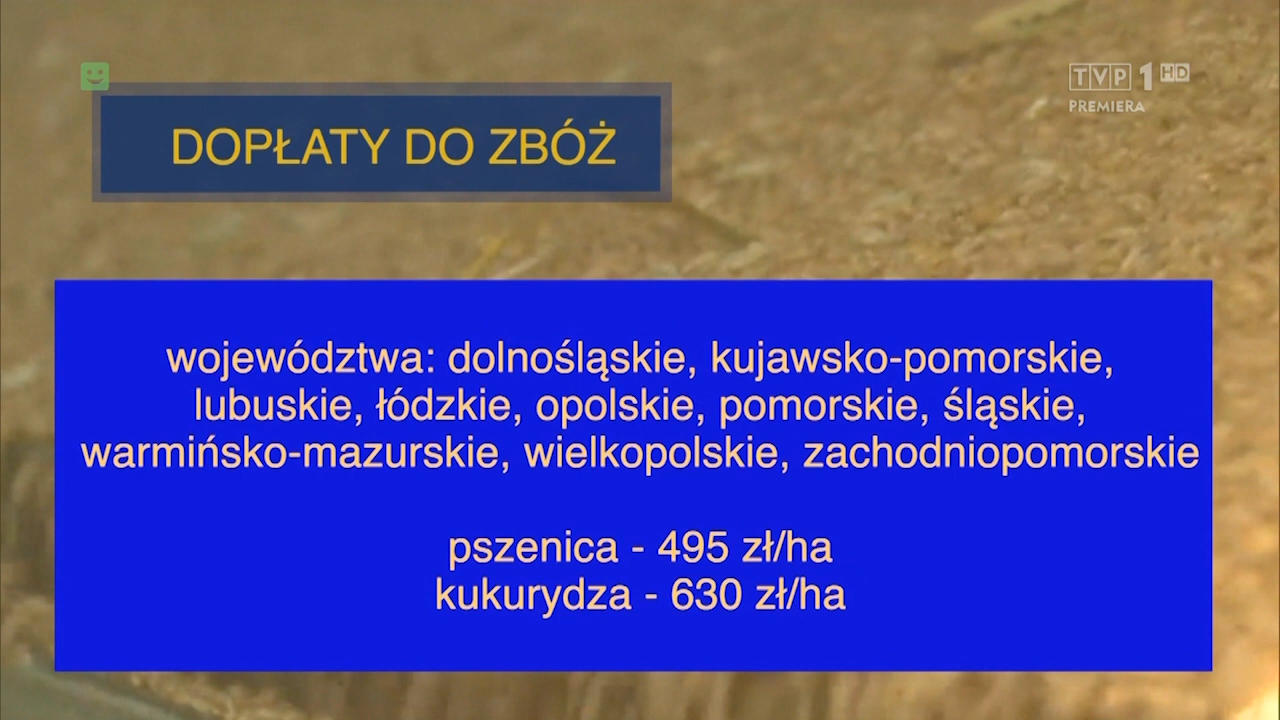 TVP 1 HD
PREMIERA
DOPŁATY DO ZBÓŻ
województwa: dolnośląskie, kujawsko-pomorskie,
lubuskie, łódzkie, opolskie, pomorskie, śląskie,
warmińsko-mazurskie, wielkopolskie, zachodniopomorskie
pszenica - 495 zł/ha
kukurydza - 630 zł/ha